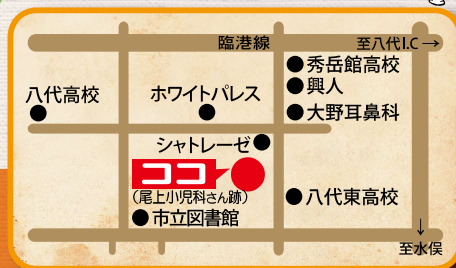 臨港線
至八代I.C→
秀岳館高校
興人
大野耳鼻科
八代高校
ホワイトパレス
シャトレーゼ
ココ
(尾上小児科さん跡)
市立図書館
八代東高校
↓
至水俣